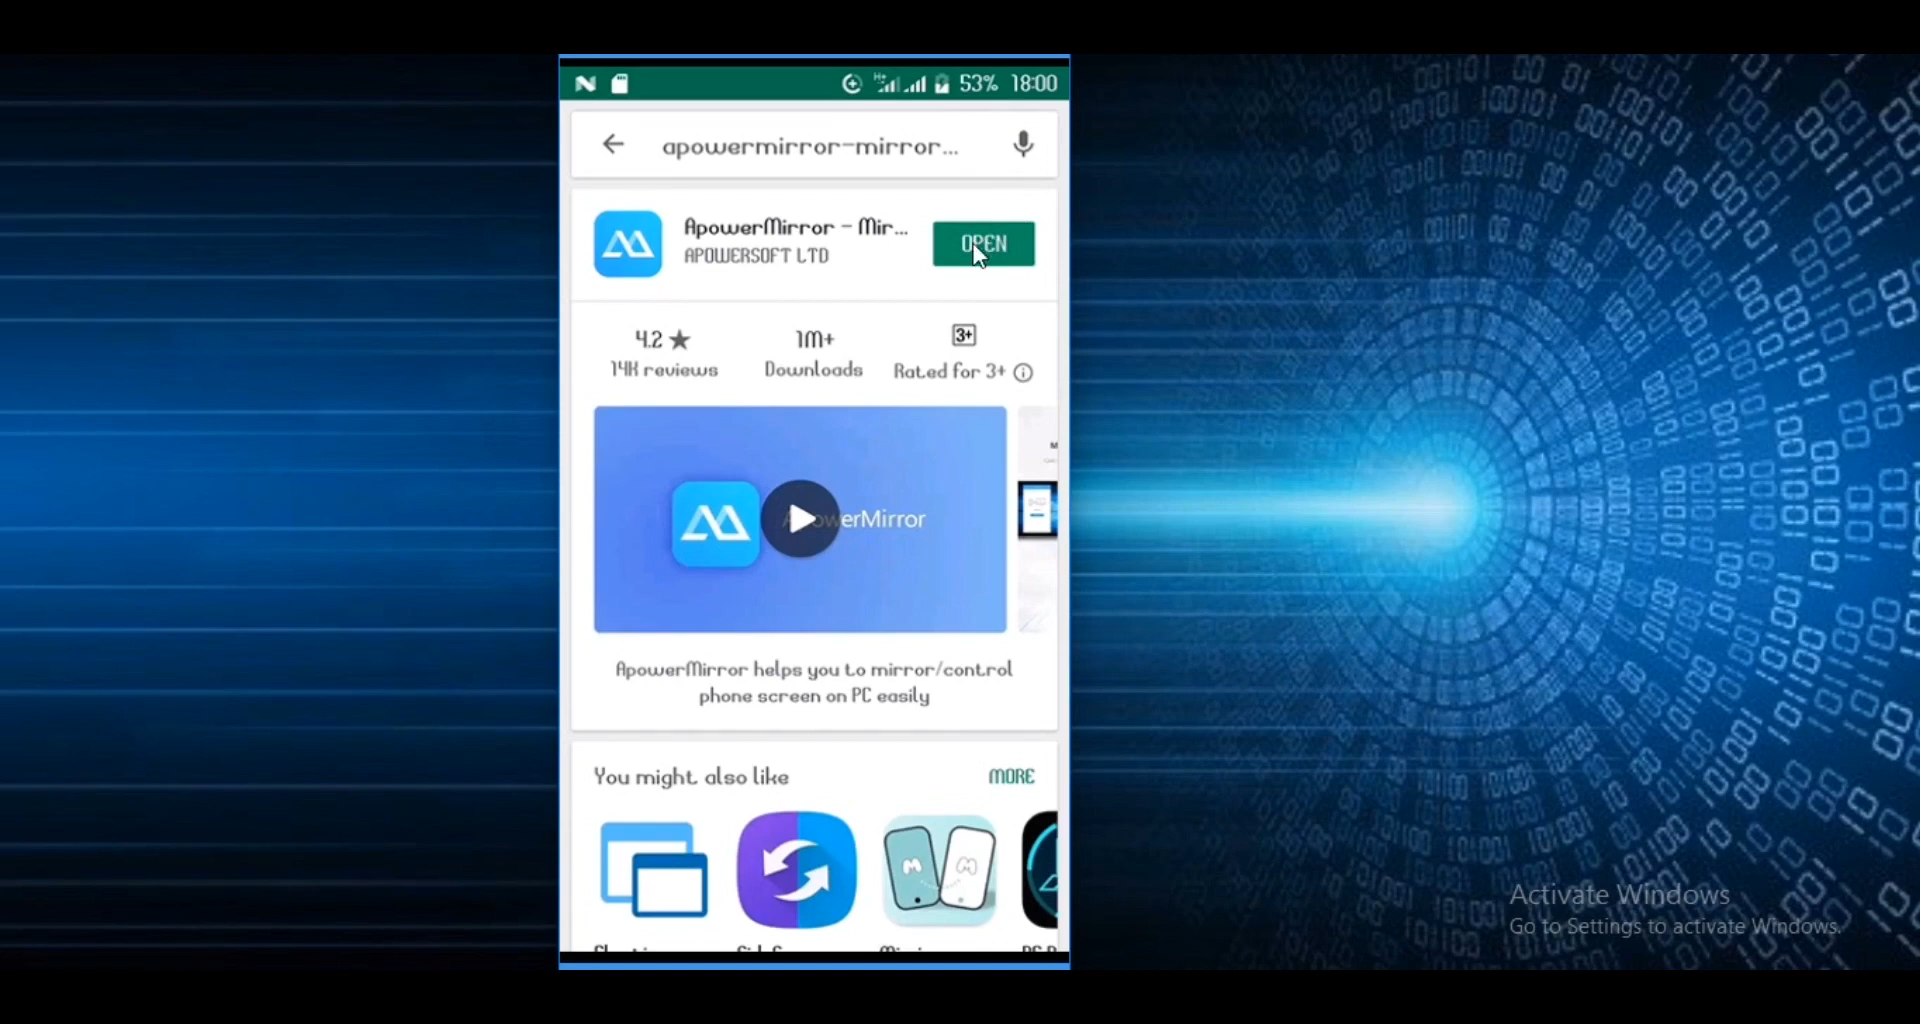 53% 18:00
apowermirror-mirror...
ApowerMirror - Mir...
APOWERSOFT LTD
OPEN
4.2 ★ 1M+ 3+
14K reviews Downloads Rated for 3+
erMirror
ApowerMirror helps you to mirror/control
phone screen on PC easily
You might also like MORE
Activate Windows
Go to Settings to activate Windows.